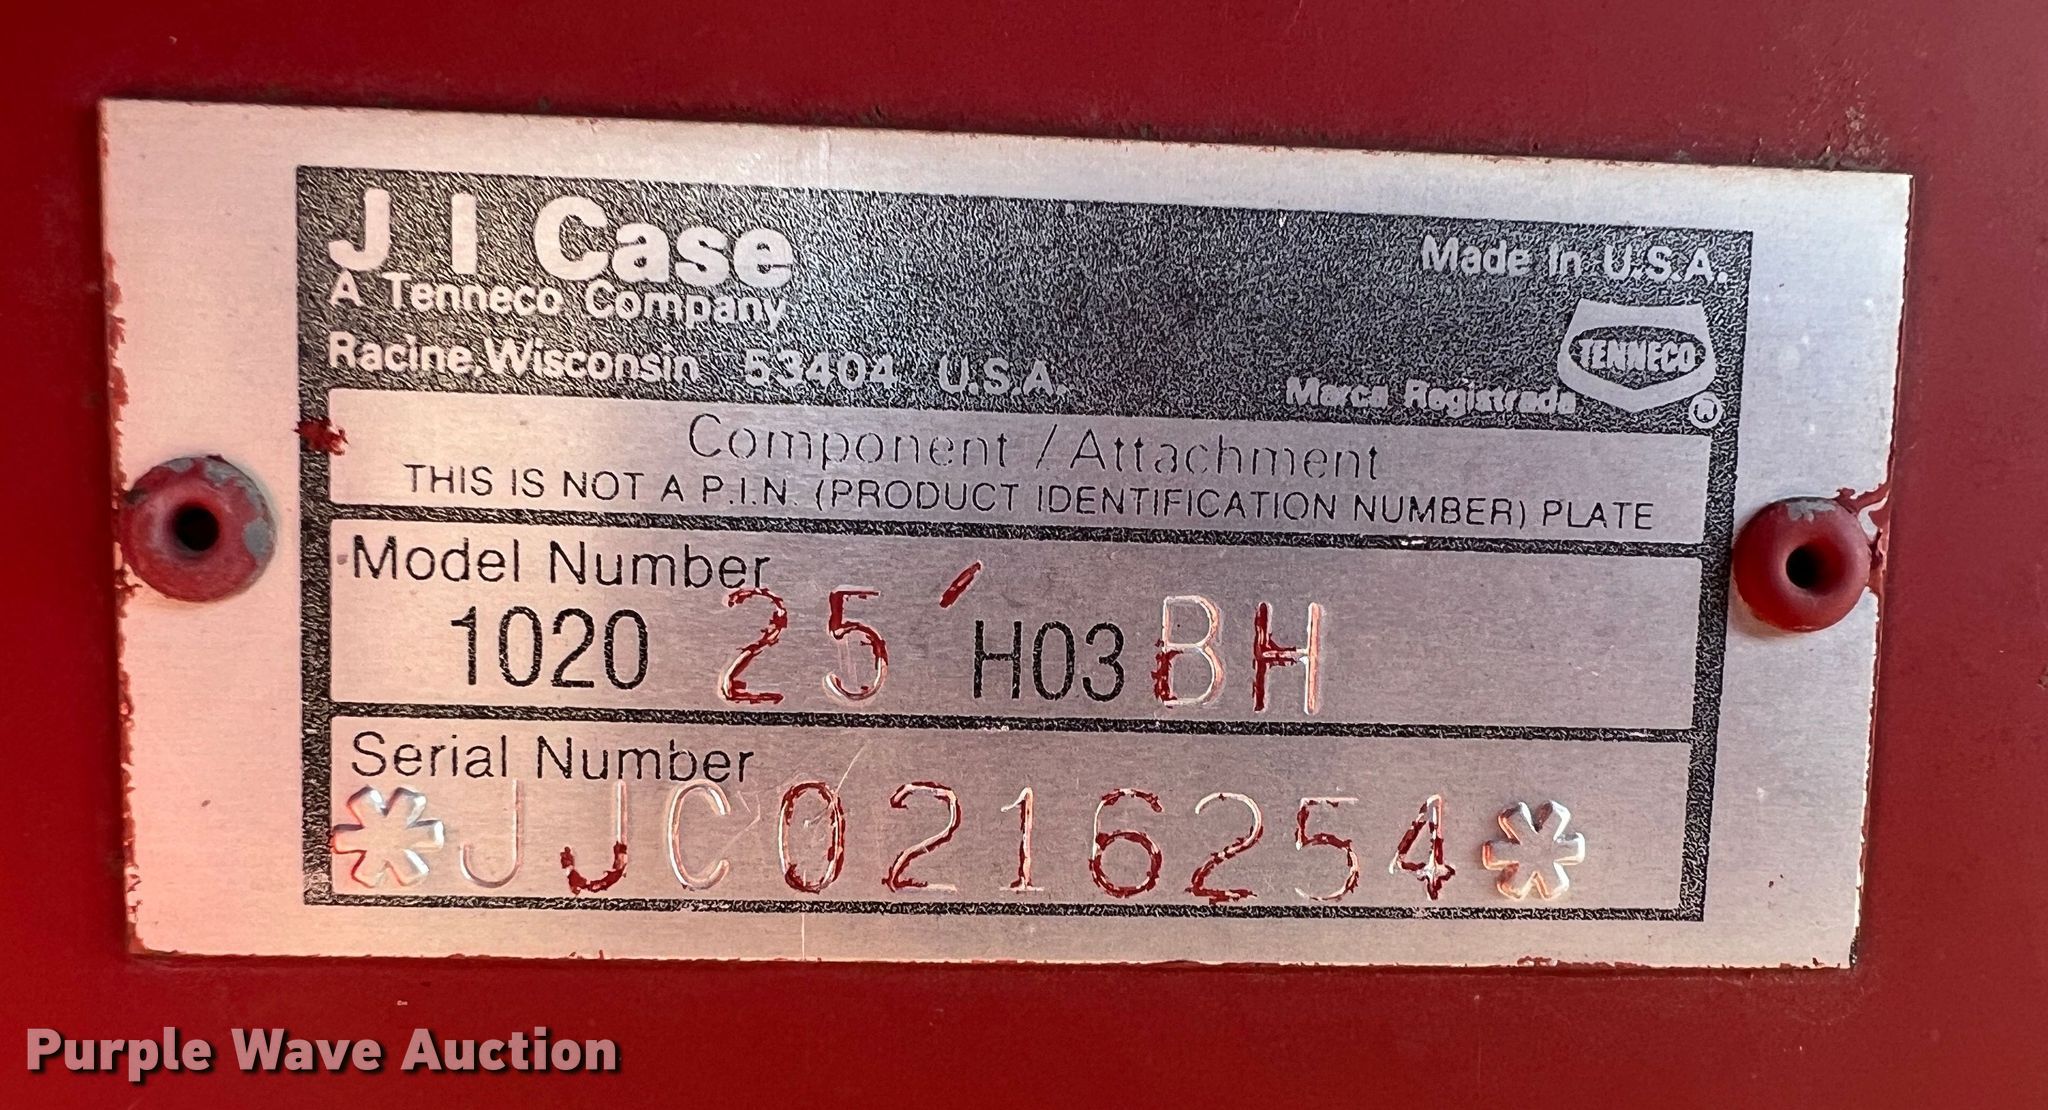 J I Case
A Tenneco Company
Racine, Wisconsin 53404 U.S.A.
Made In U.S.A.
TENNECO
Marca Registrada ®
Component / Attachment
THIS IS NOT A P.I.N. (PRODUCT IDENTIFICATION NUMBER) PLATE
Model Number
1020 25' H03 BH
Serial Number
*JJC0216254*
Purple Wave Auction